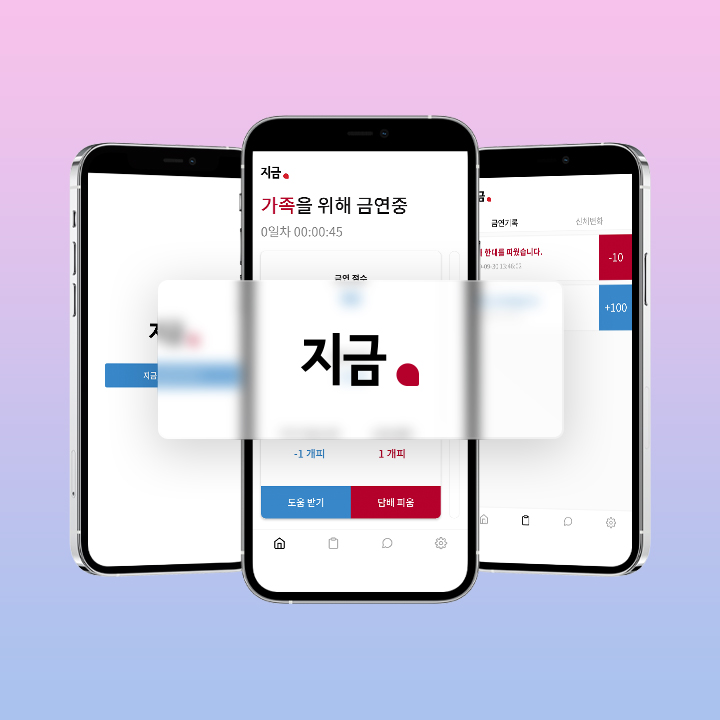 지금
지금
가족을 위해 금연중
0일차 00:00:45
금연 점수
-1 개피
1 개피
도움 받기
담배 피움
금연기록
신체변화
한대를 피웠습니다.
-10
+100
지금
지금